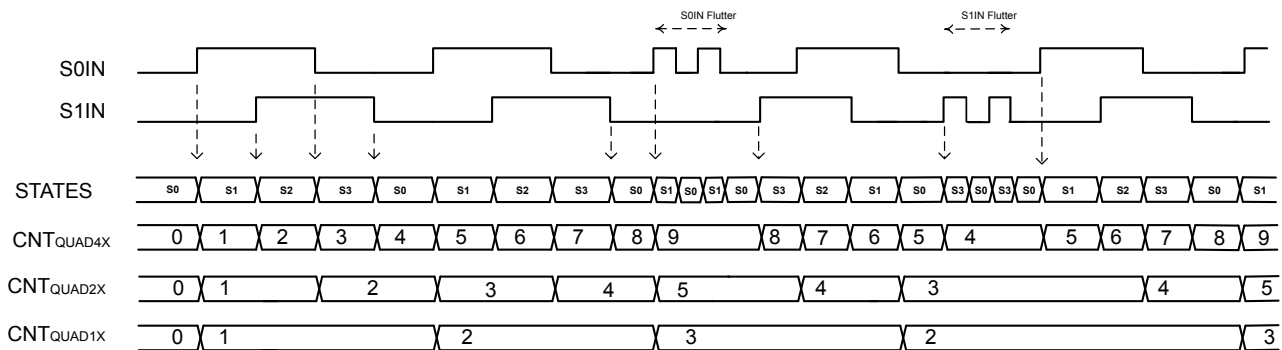 S0IN Flutter S1IN Flutter
S0IN
S1IN
STATES S0 S1 S2 S3 S0 S1 S2 S3 S0 S1 S0 S1 S0 S3 S2 S1 S0 S3 S0 S3 S0 S1 S2 S3 S0 S1
CNTQUAD4X 0 1 2 3 4 5 6 7 8 9 8 7 6 5 4 5 6 7 8 9
CNTQUAD2X 0 1 2 3 4 5 4 3 4 5
CNTQUAD1X 0 1 2 3 2 3